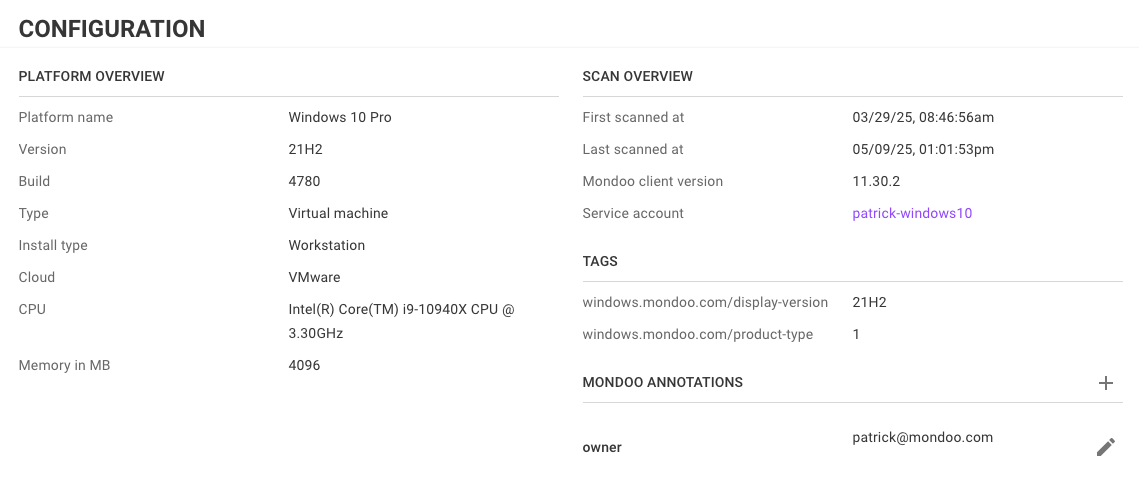 CONFIGURATION
PLATFORM OVERVIEW
Platform name Windows 10 Pro
Version 21H2
Build 4780
Type Virtual machine
Install type Workstation
Cloud VMware
CPU Intel(R) Core(TM) i9-10940X CPU @
3.30GHz
Memory in MB 4096
SCAN OVERVIEW
First scanned at 03/29/25, 08:46:56am
Last scanned at 05/09/25, 01:01:53pm
Mondoo client version 11.30.2
Service account patrick-windows10
TAGS
windows.mondoo.com/display-version 21H2
windows.mondoo.com/product-type 1
MONDOO ANNOTATIONS
owner patrick@mondoo.com